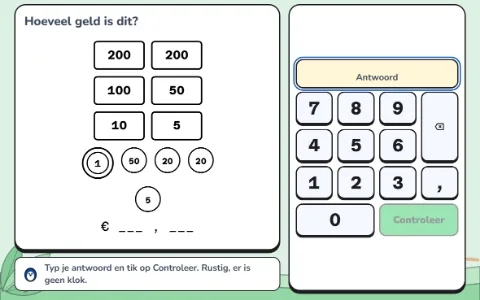 Hoeveel geld is dit?
200 200
100 50
10 5
1 50 20 20
5
€ ___ , ___
Typ je antwoord en tik op Controleer. Rustig, er is
geen klok.
Antwoord
7 8 9
4 5 6
1 2 3 ,
0 Controleer